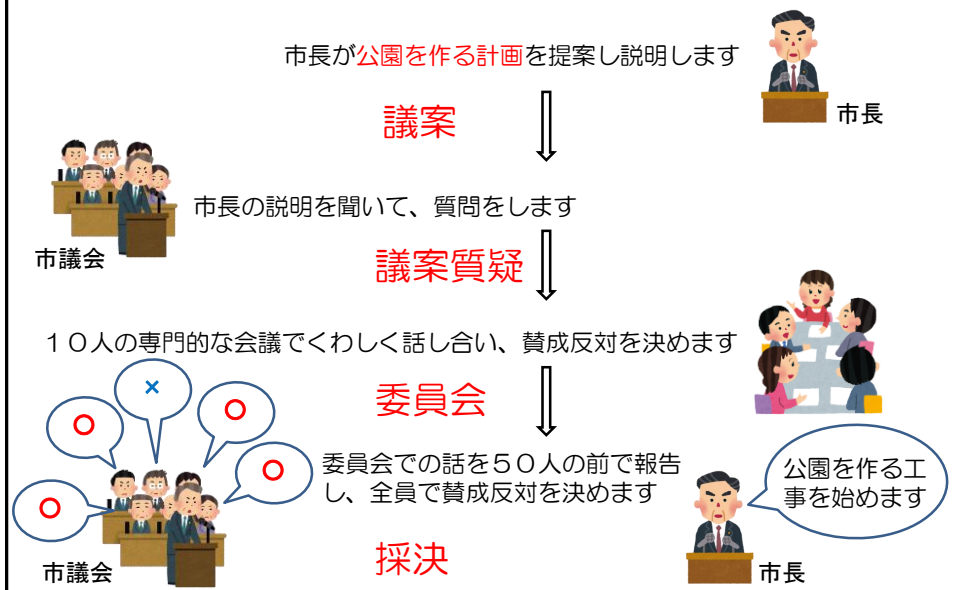 市長が公園を作る計画を提案し説明します
市長
議案
市長の説明を聞いて、質問をします
市議会
議案質疑
１０人の専門的な会議でくわしく話し合い、賛成反対を決めます
委員会
×
○
○
○
○
委員会での話を５０人の前で報告
し、全員で賛成反対を決めます
公園を作る工
事を始めます
採決
市議会
市長